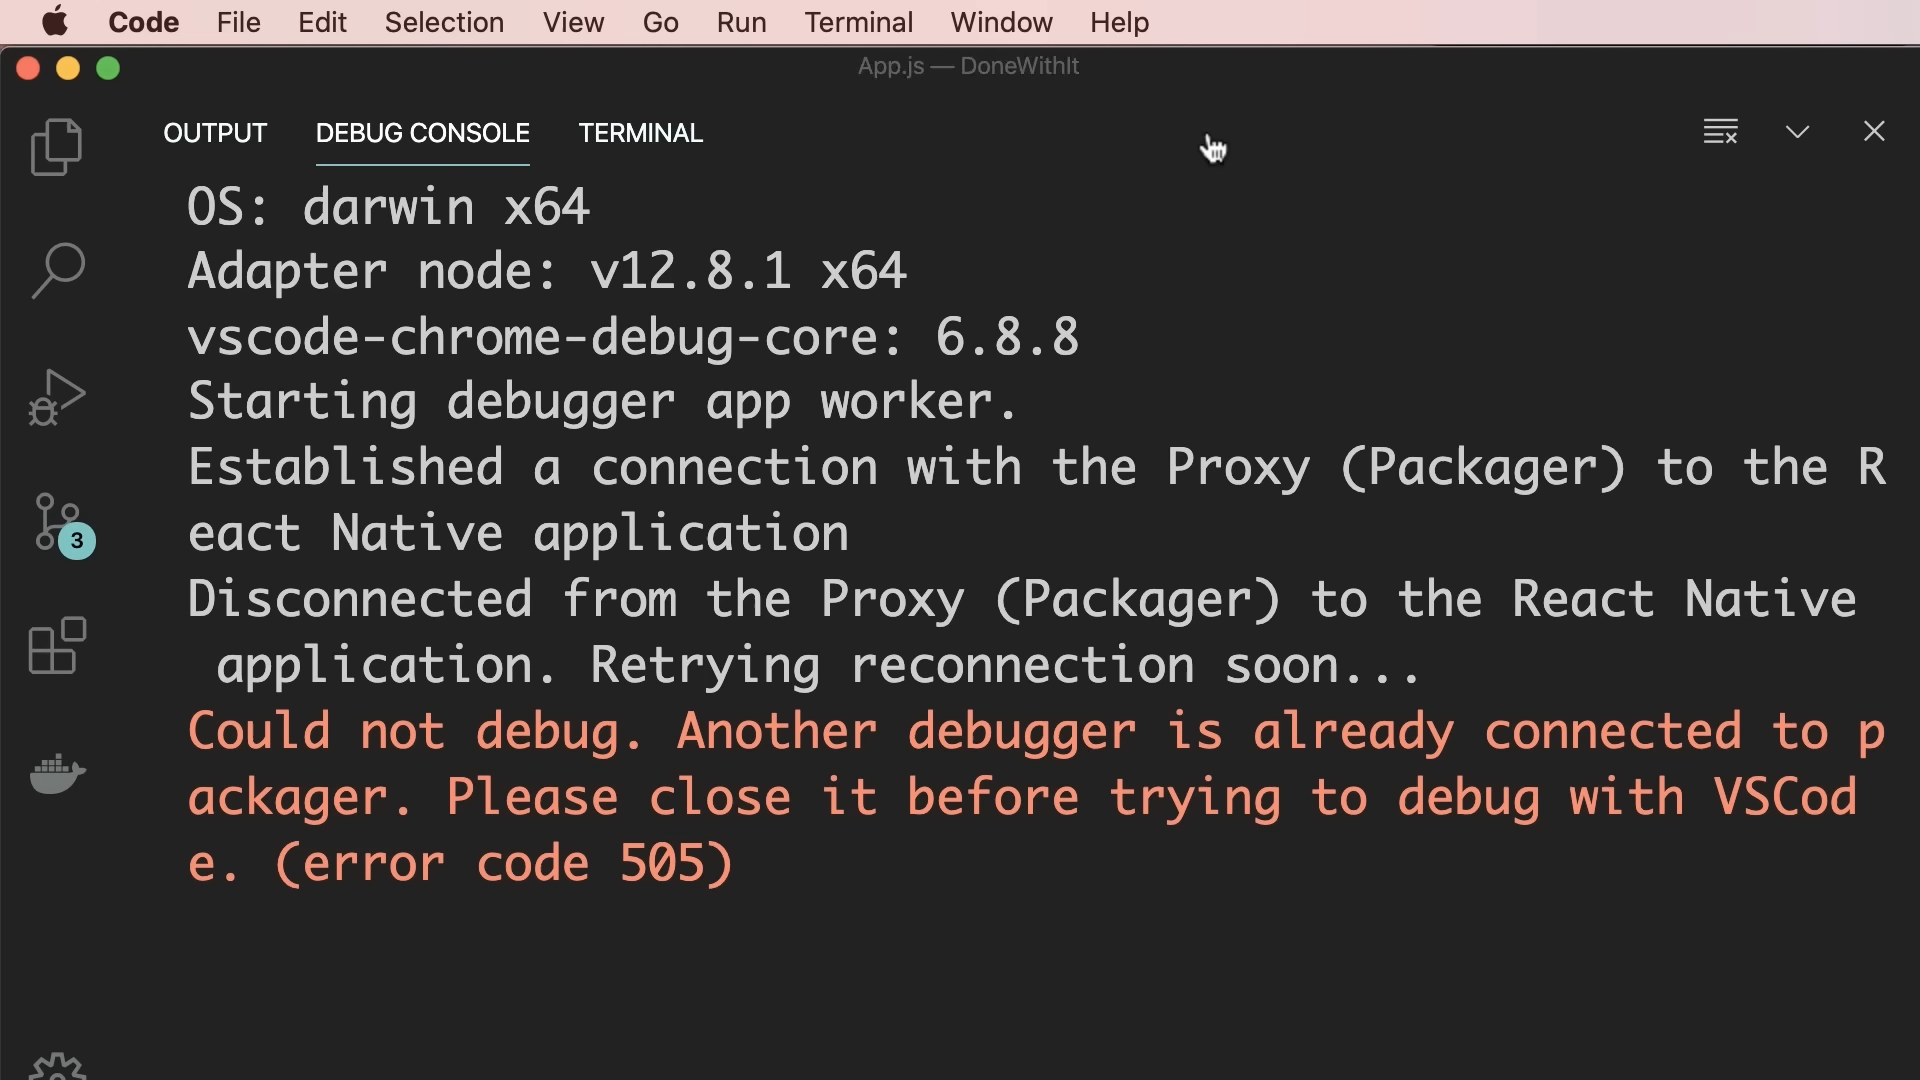 Code File Edit Selection View Go Run Terminal Window Help
App.js — DoneWithIt
OUTPUT DEBUG CONSOLE TERMINAL
OS: darwin x64
Adapter node: v12.8.1 x64
vscode-chrome-debug-core: 6.8.8
Starting debugger app worker.
Established a connection with the Proxy (Packager) to the R
eact Native application
Disconnected from the Proxy (Packager) to the React Native
application. Retrying reconnection soon...
Could not debug. Another debugger is already connected to p
ackager. Please close it before trying to debug with VSCod
e. (error code 505)
3